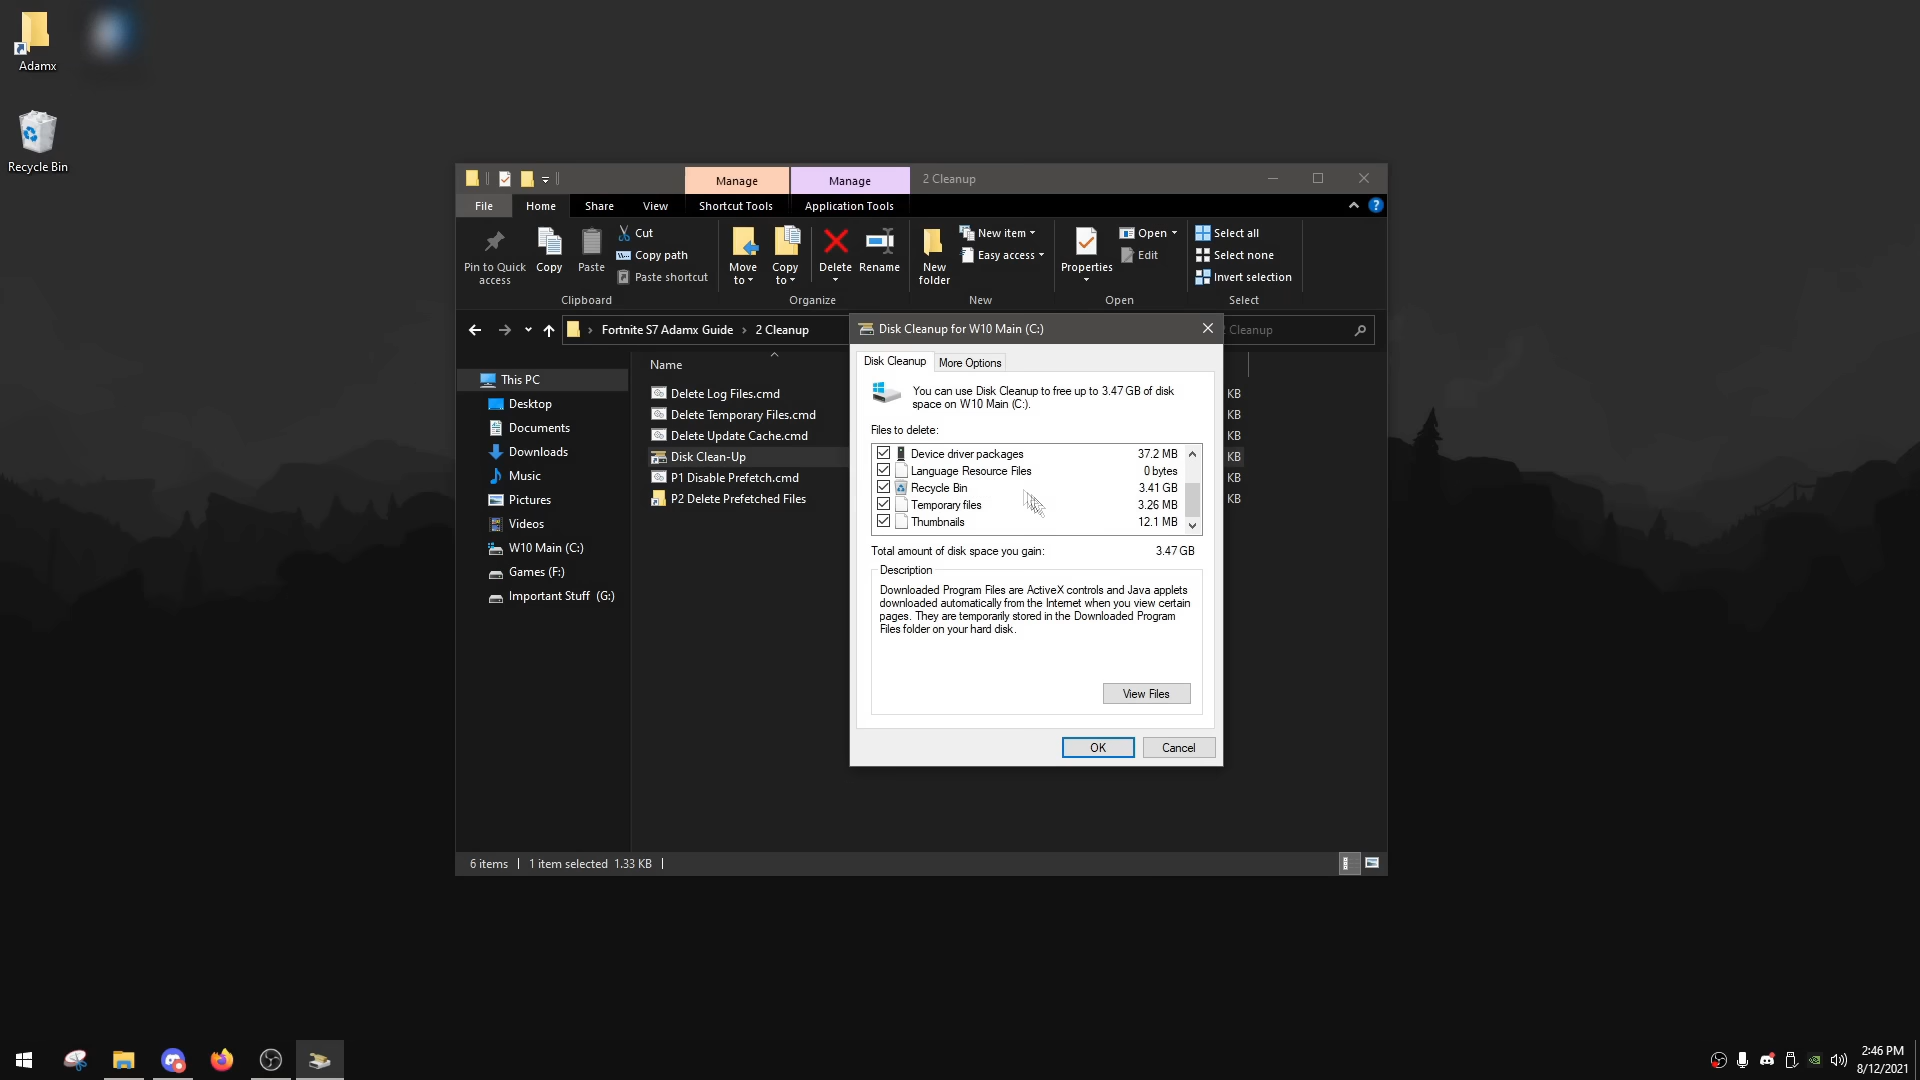 Adamx
Recycle Bin
Manage
Manage
2 Cleanup
File
Home
Share
View
Shortcut Tools
Application Tools
Pin to Quick
access
Copy
Paste
Cut
Copy path
Paste shortcut
Clipboard
Move
to
Copy
to
Delete
Rename
Organize
New
folder
New item
Easy access
New
Properties
Open
Edit
Open
Select all
Select none
Invert selection
Select
Fortnite S7 Adamx Guide
2 Cleanup
Cleanup
This PC
Desktop
Documents
Downloads
Music
Pictures
Videos
W10 Main (C:)
Games (F:)
Important Stuff (G:)
Name
Delete Log Files.cmd
KB
Delete Temporary Files.cmd
KB
Delete Update Cache.cmd
KB
Disk Clean-Up
KB
P1 Disable Prefetch.cmd
KB
P2 Delete Prefetched Files
KB
Disk Cleanup for W10 Main (C:)
Disk Cleanup
More Options
You can use Disk Cleanup to free up to 3.47 GB of disk
space on W10 Main (C:).
Files to delete:
Device driver packages 37.2 MB
Language Resource Files 0 bytes
Recycle Bin 3.41 GB
Temporary files 3.26 MB
Thumbnails 12.1 MB
Total amount of disk space you gain: 3.47 GB
Description
Downloaded Program Files are ActiveX controls and Java applets
downloaded automatically from the Internet when you view certain
pages. They are temporarily stored in the Downloaded Program
Files folder on your hard disk.
View Files
OK
Cancel
6 items
1 item selected 1.33 KB
2:46 PM
8/12/2021